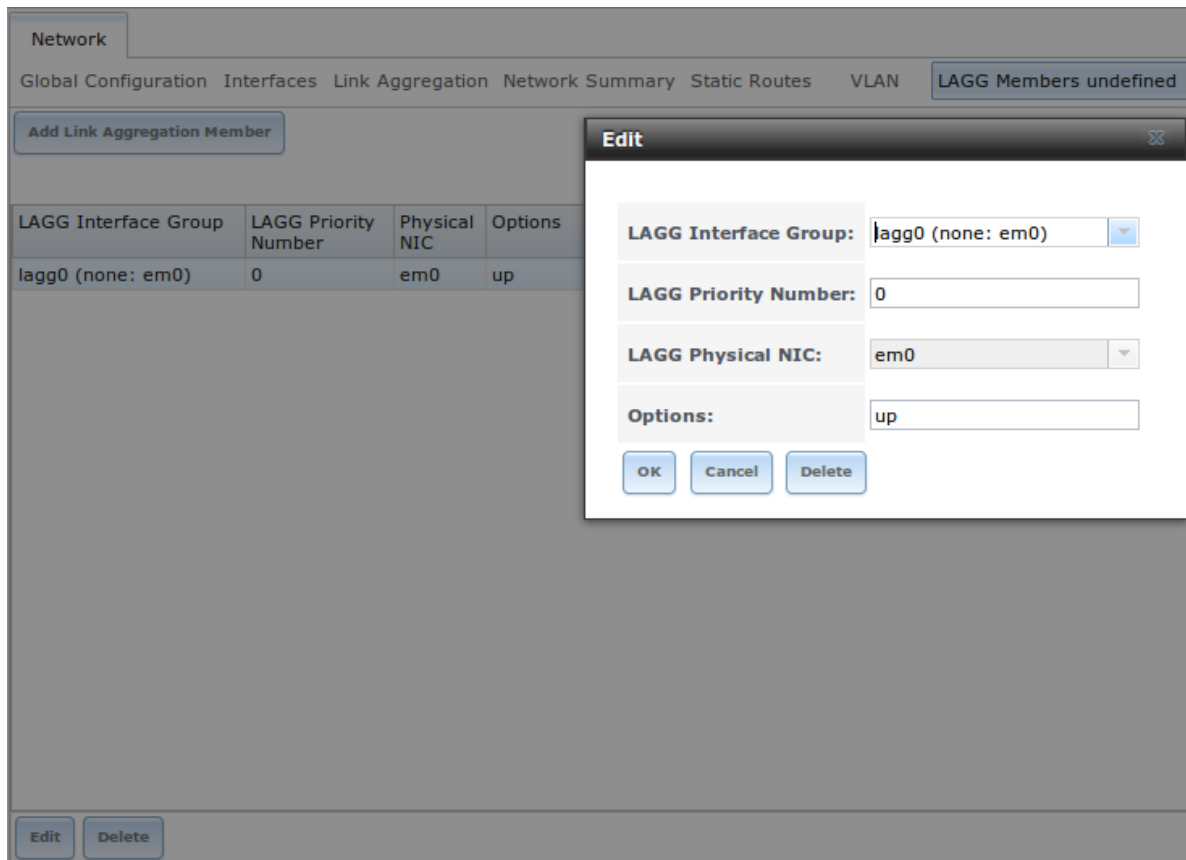 Network
Global Configuration Interfaces Link Aggregation Network Summary Static Routes VLAN LAGG Members undefined
Add Link Aggregation Member
LAGG Interface Group LAGG Priority Number Physical NIC Options
lagg0 (none: em0) 0 em0 up
Edit
LAGG Interface Group: lagg0 (none: em0)
LAGG Priority Number: 0
LAGG Physical NIC: em0
Options: up
OK Cancel Delete
Edit Delete